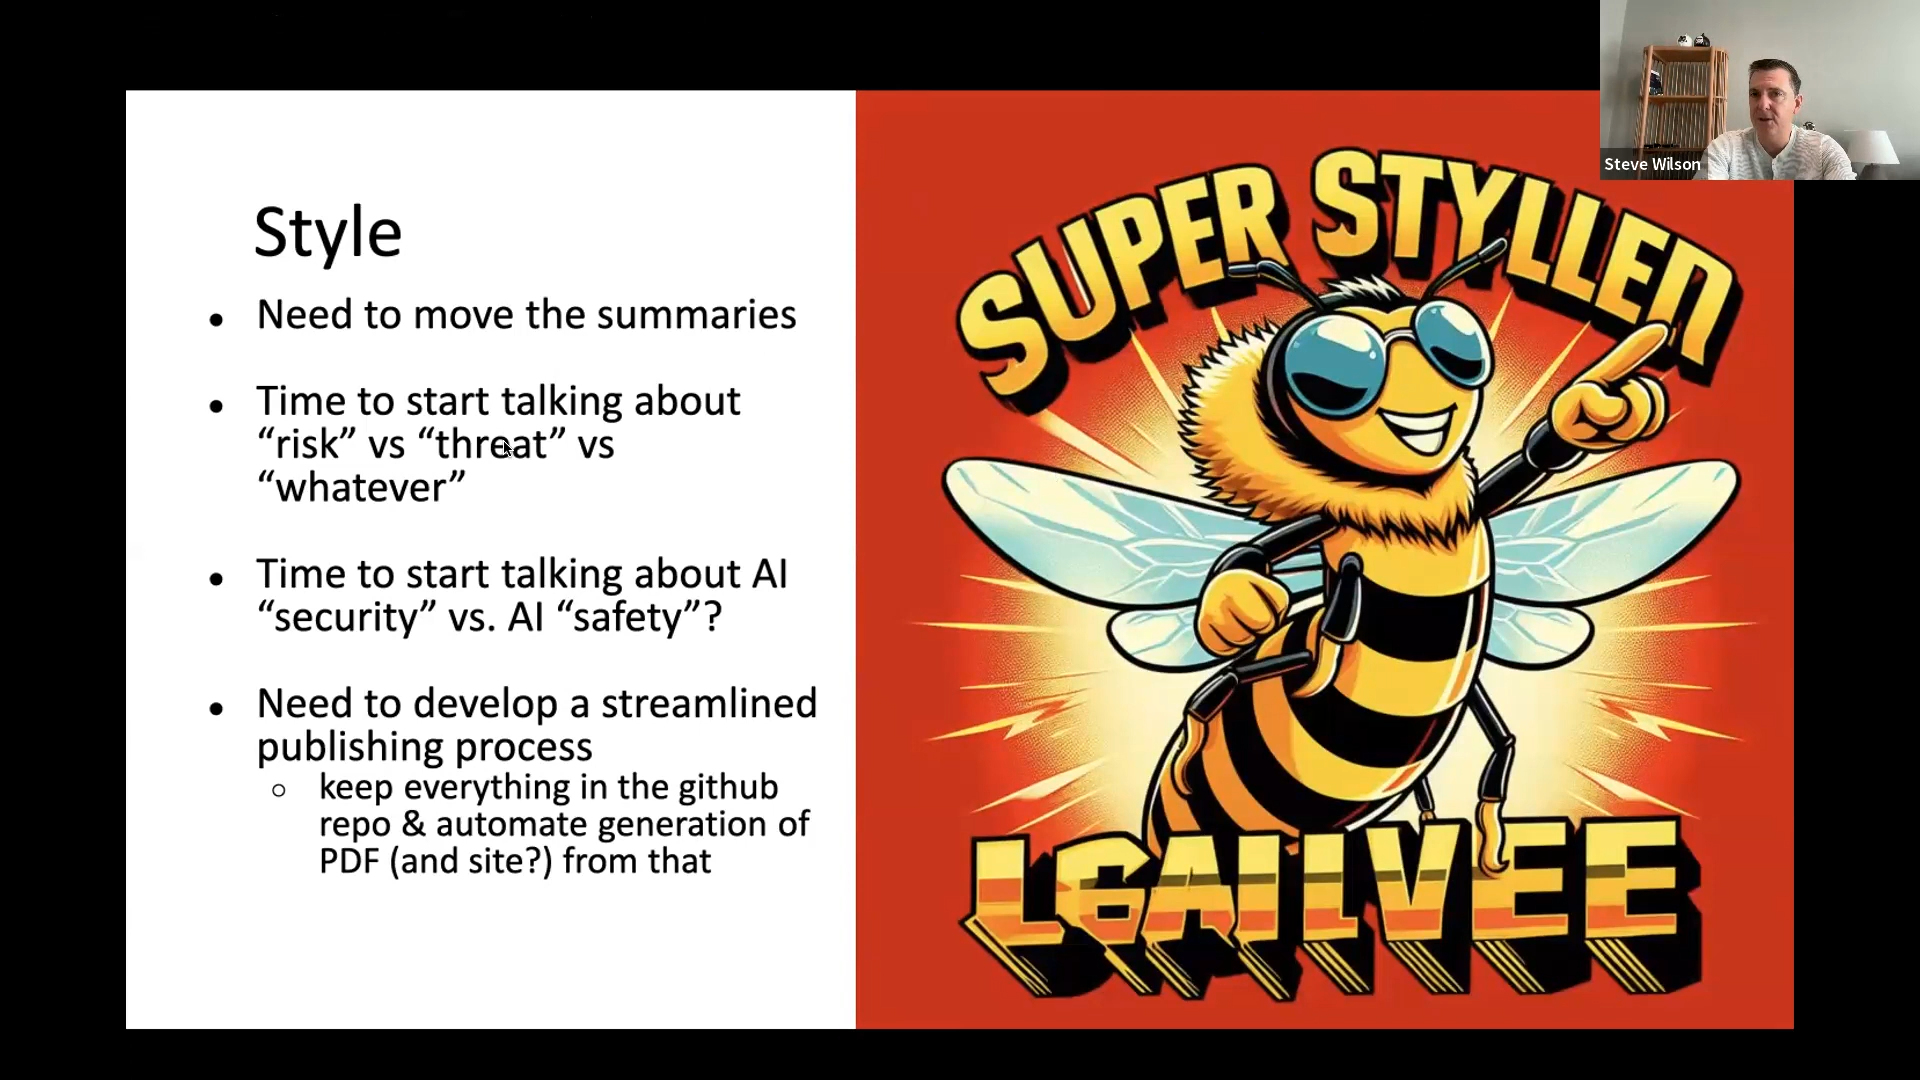 Steve Wilson
Style
Need to move the summaries
Time to start talking about
“risk” vs “threat” vs
“whatever”
Time to start talking about AI
“security” vs. AI “safety”?
Need to develop a streamlined
publishing process
keep everything in the github
repo & automate generation of
PDF (and site?) from that
SUPER STYLLEN
LGAILVEE